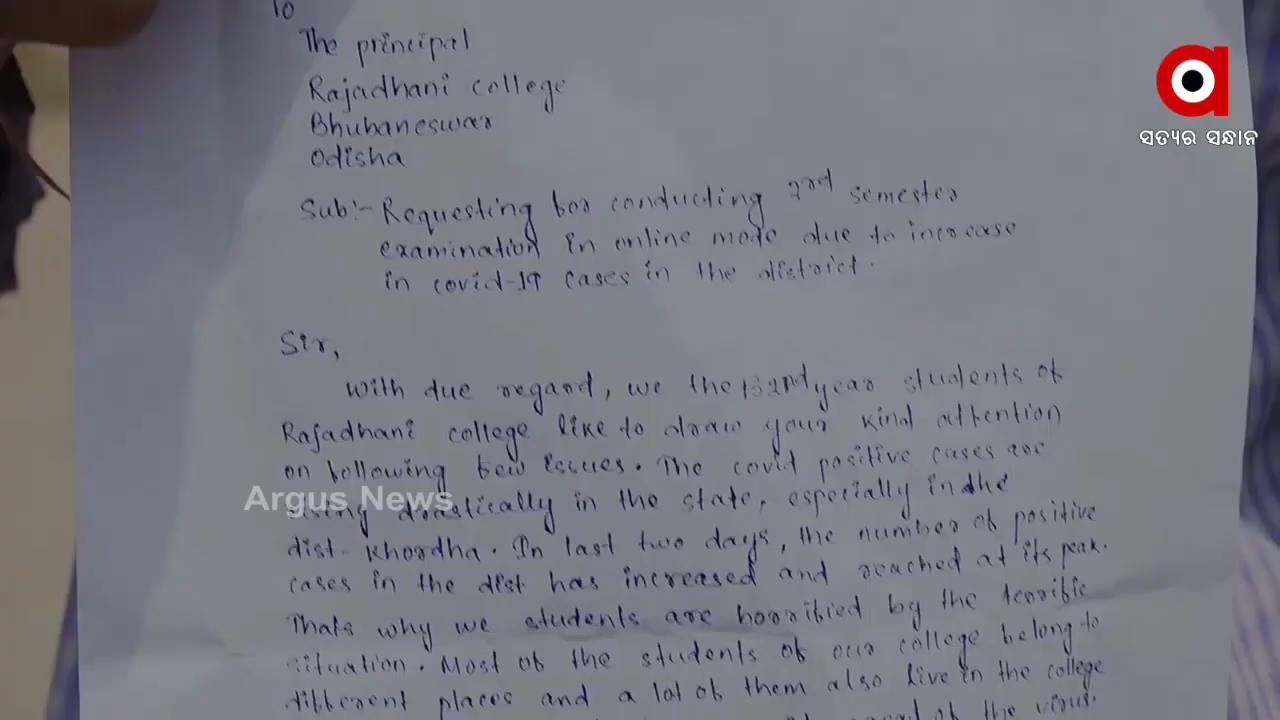 To
The principal
Rajadhani college
Bhubaneswar
Odisha
Sub:- Requesting for conducting 2rd semester
examination in online mode due to increase
in covid-19 cases in the district.
Sir,
With due regard, we the +3 2nd year students of
Rajadhani college like to draw your kind attention
on following few issues. The covid positive cases are
rising drastically in the state, especially in the
dist- Khordha. In last two days, the number of positive
cases in the dist has increased and reached at its peak.
Thats why we students are horrified by the terrific
situation. Most of the students of our college belong to
different places and a lot of them also live in the college
of the virus.
ସତ୍ୟର ସନ୍ଧାନ
Argus News